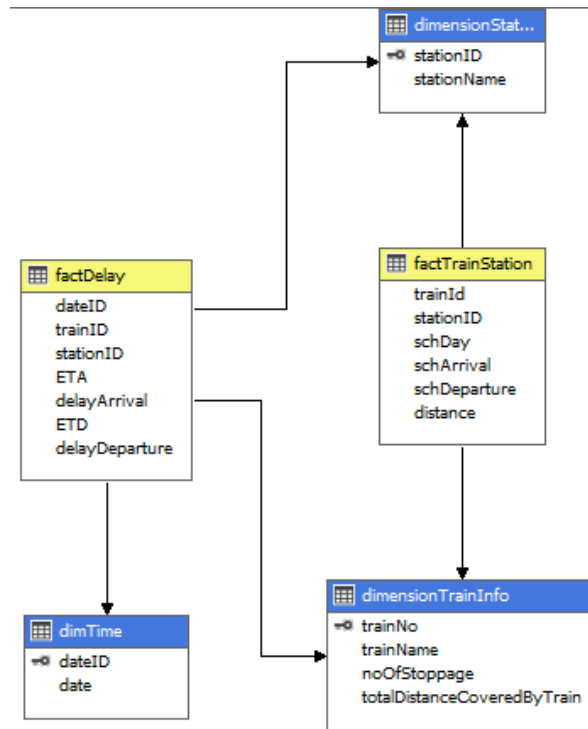 dimensionStat...
stationID
stationName
factDelay
dateID
trainID
stationID
ETA
delayArrival
ETD
delayDeparture
factTrainStation
trainId
stationID
schDay
schArrival
schDeparture
distance
dimTime
dateID
date
dimensionTrainInfo
trainNo
trainName
noOfStoppage
totalDistanceCoveredByTrain